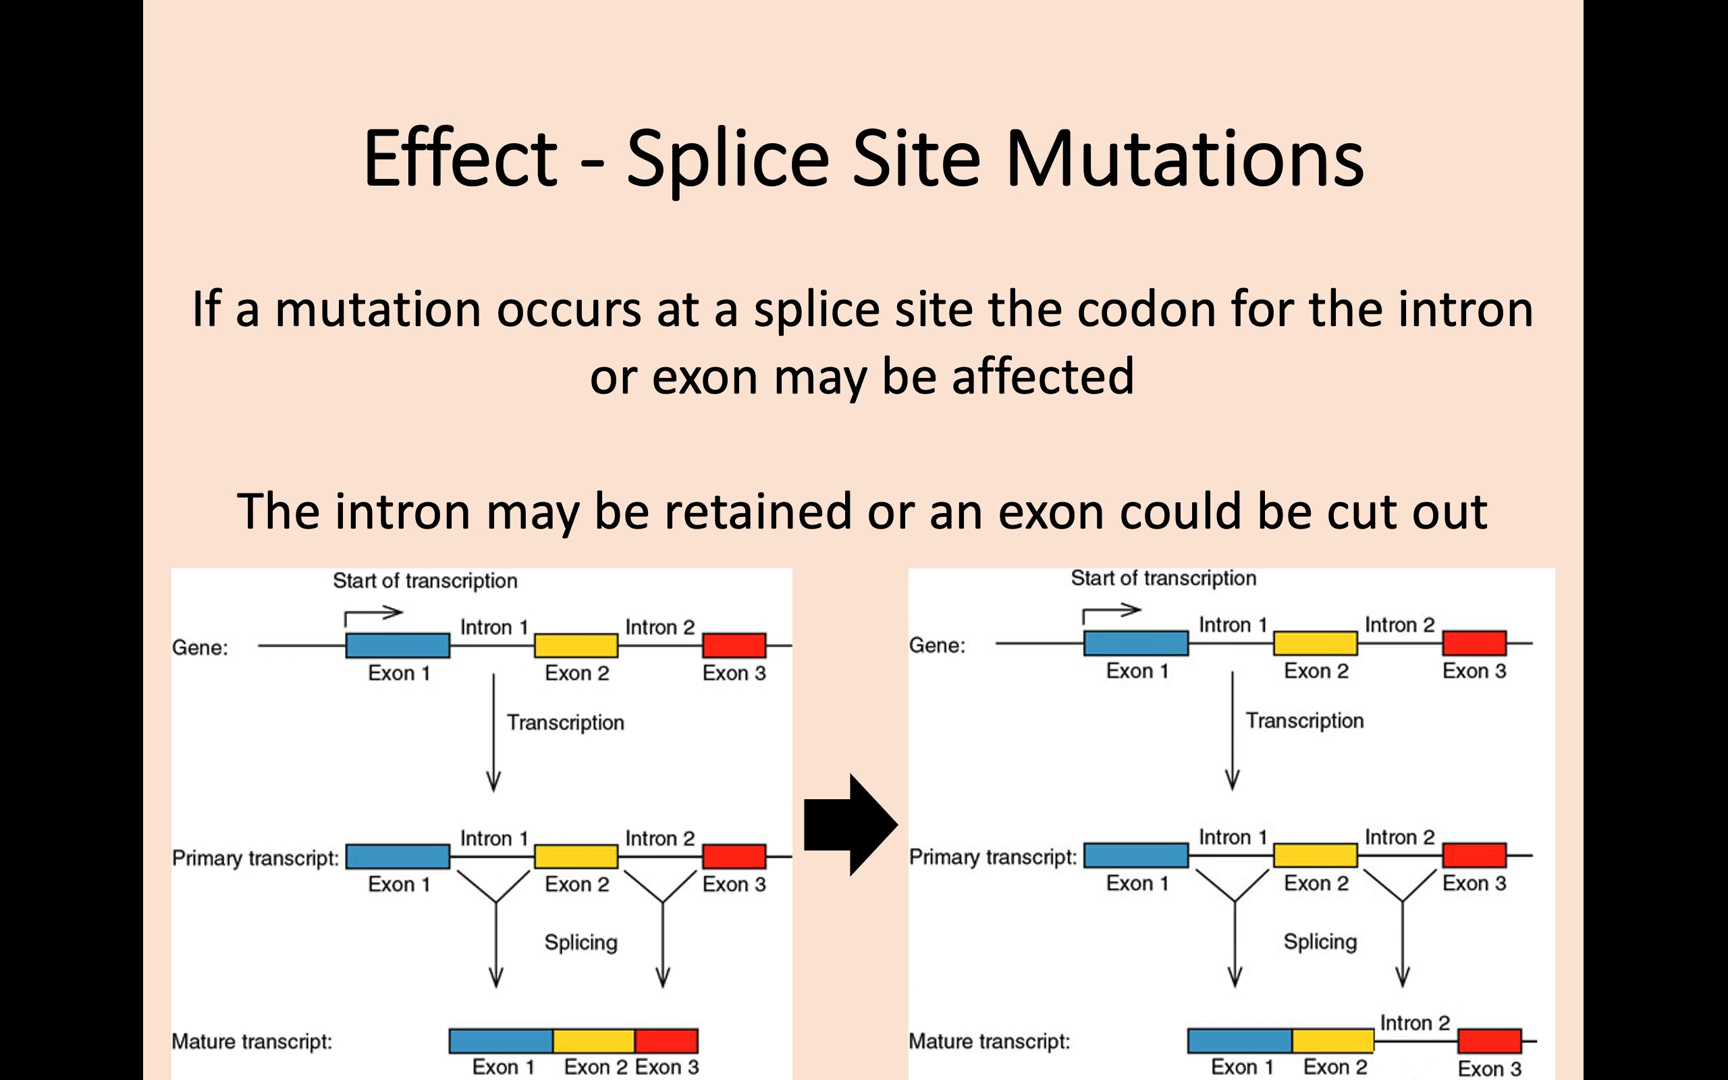 Effect - Splice Site Mutations
If a mutation occurs at a splice site the codon for the intron
or exon may be affected
The intron may be retained or an exon could be cut out
Start of transcription
Intron 1 Intron 2
Gene:
Exon 1 Exon 2 Exon 3
Transcription
Intron 1 Intron 2
Primary transcript:
Exon 1 Exon 2 Exon 3
Splicing
Mature transcript:
Exon 1 Exon 2 Exon 3
Start of transcription
Intron 1 Intron 2
Gene:
Exon 1 Exon 2 Exon 3
Transcription
Intron 1 Intron 2
Primary transcript:
Exon 1 Exon 2 Exon 3
Splicing
Intron 2
Mature transcript:
Exon 1 Exon 2 Exon 3